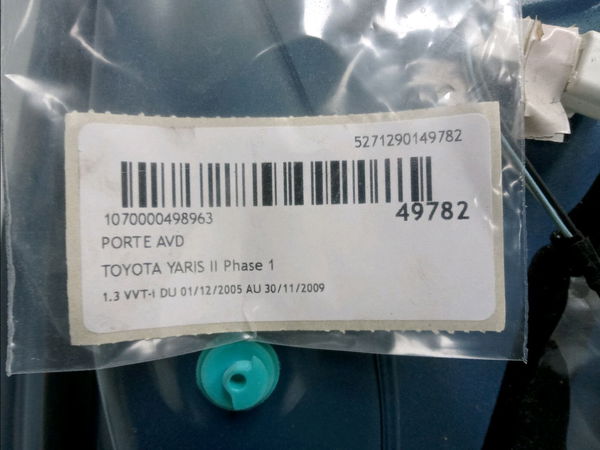 5271290149782
1070000498963
49782
PORTE AVD
TOYOTA YARIS II Phase 1
1.3 VVT-I DU 01/12/2005 AU 30/11/2009